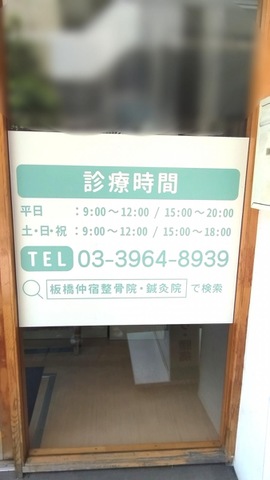 診療時間
平日 :9:00〜12:00 / 15:00〜20:00
土・日・祝 :9:00〜12:00 / 15:00〜18:00
TEL 03-3964-8939
板橋仲宿整骨院・鍼灸院 で検索